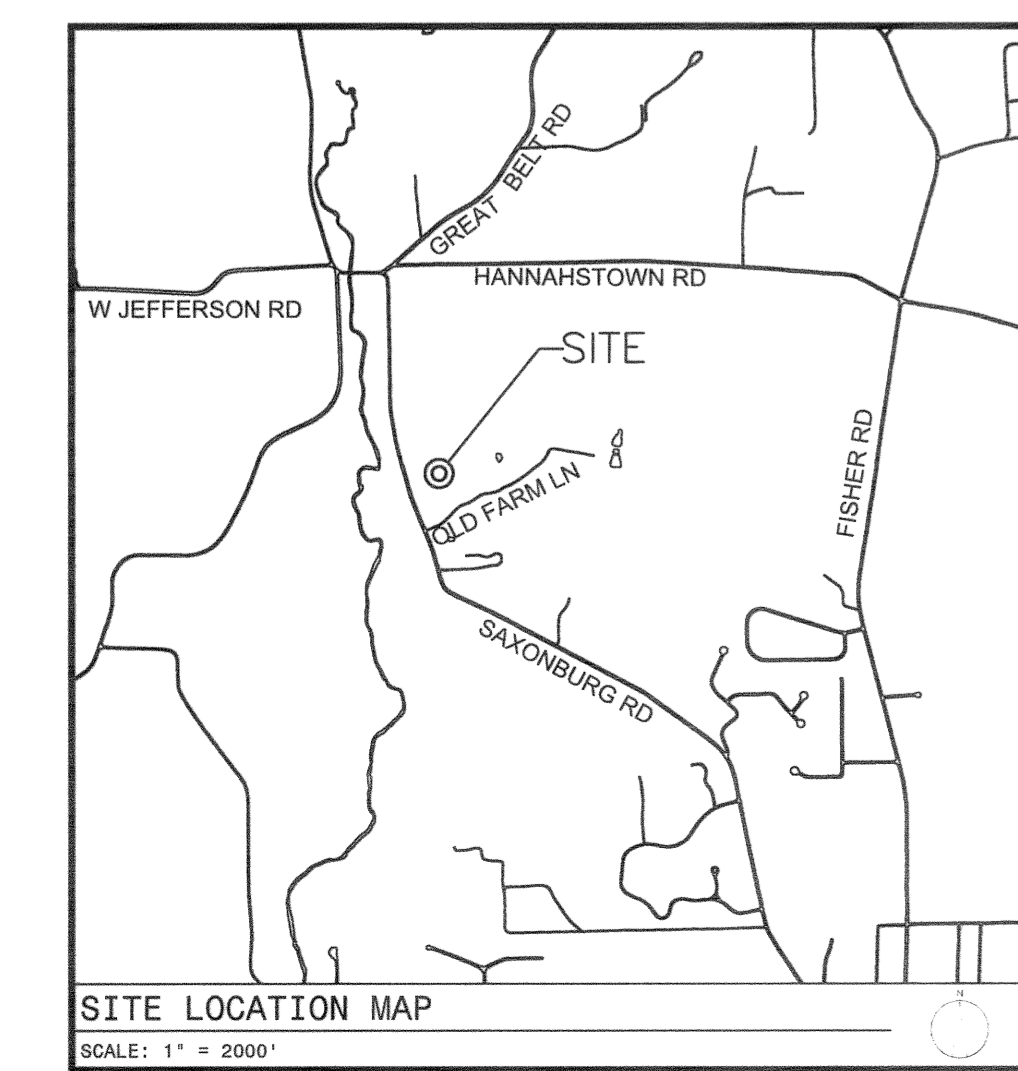 GREAT BELT RD
HANNAHSTOWN RD
W JEFFERSON RD
SITE
FISHER RD
OLD FARM LN
SAXONBURG RD
SITE LOCATION MAP
N
SCALE: 1" = 2000'